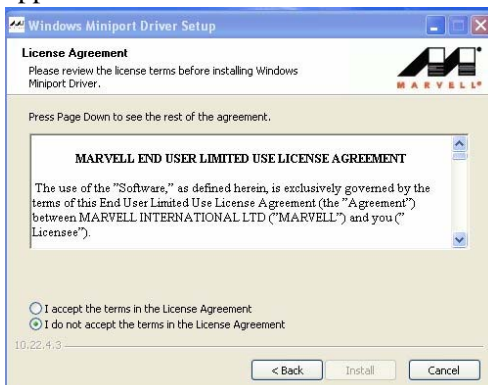 Windows Miniport Driver Setup
License Agreement
Please review the license terms before installing Windows
Miniport Driver.
MARVELL®
Press Page Down to see the rest of the agreement.
MARVELL END USER LIMITED USE LICENSE AGREEMENT
The use of the "Software," as defined herein, is exclusively governed by the
terms of this End User Limited Use License Agreement (the "Agreement")
between MARVELL INTERNATIONAL LTD ("MARVELL") and you ("
Licensee").
I accept the terms in the License Agreement
I do not accept the terms in the License Agreement
10.22.4.3
< Back Install Cancel